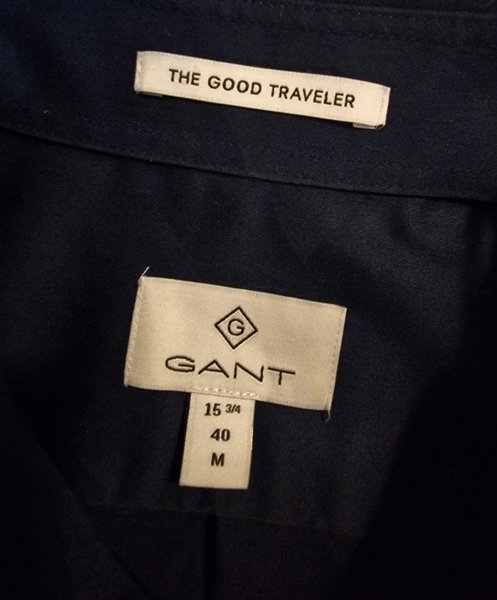 THE GOOD TRAVELER
G
GANT
15 3/4
40
M